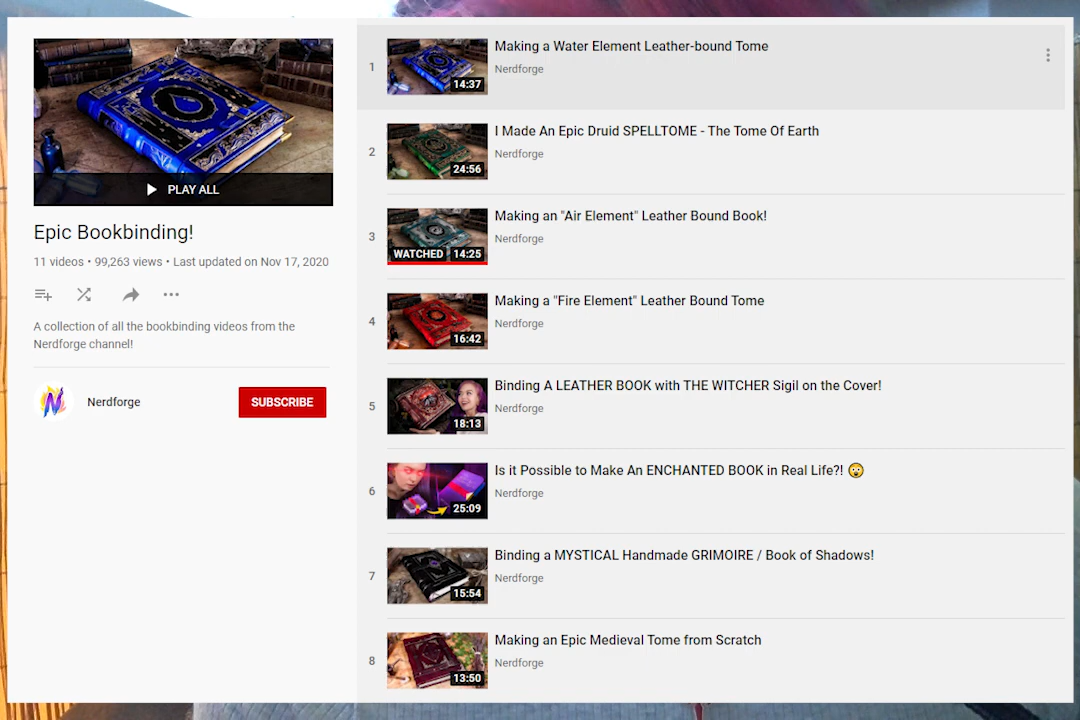 PLAY ALL
Epic Bookbinding!
11 videos • 99,263 views • Last updated on Nov 17, 2020
A collection of all the bookbinding videos from the
Nerdforge channel!
Nerdforge
SUBSCRIBE
1
14:37
Making a Water Element Leather-bound Tome
Nerdforge
2
24:56
I Made An Epic Druid SPELLTOME - The Tome Of Earth
Nerdforge
3
WATCHED 14:25
Making an "Air Element" Leather Bound Book!
Nerdforge
4
16:42
Making a "Fire Element" Leather Bound Tome
Nerdforge
5
18:13
Binding A LEATHER BOOK with THE WITCHER Sigil on the Cover!
Nerdforge
6
25:09
Is it Possible to Make An ENCHANTED BOOK in Real Life?! 😲
Nerdforge
7
15:54
Binding a MYSTICAL Handmade GRIMOIRE / Book of Shadows!
Nerdforge
8
13:50
Making an Epic Medieval Tome from Scratch
Nerdforge